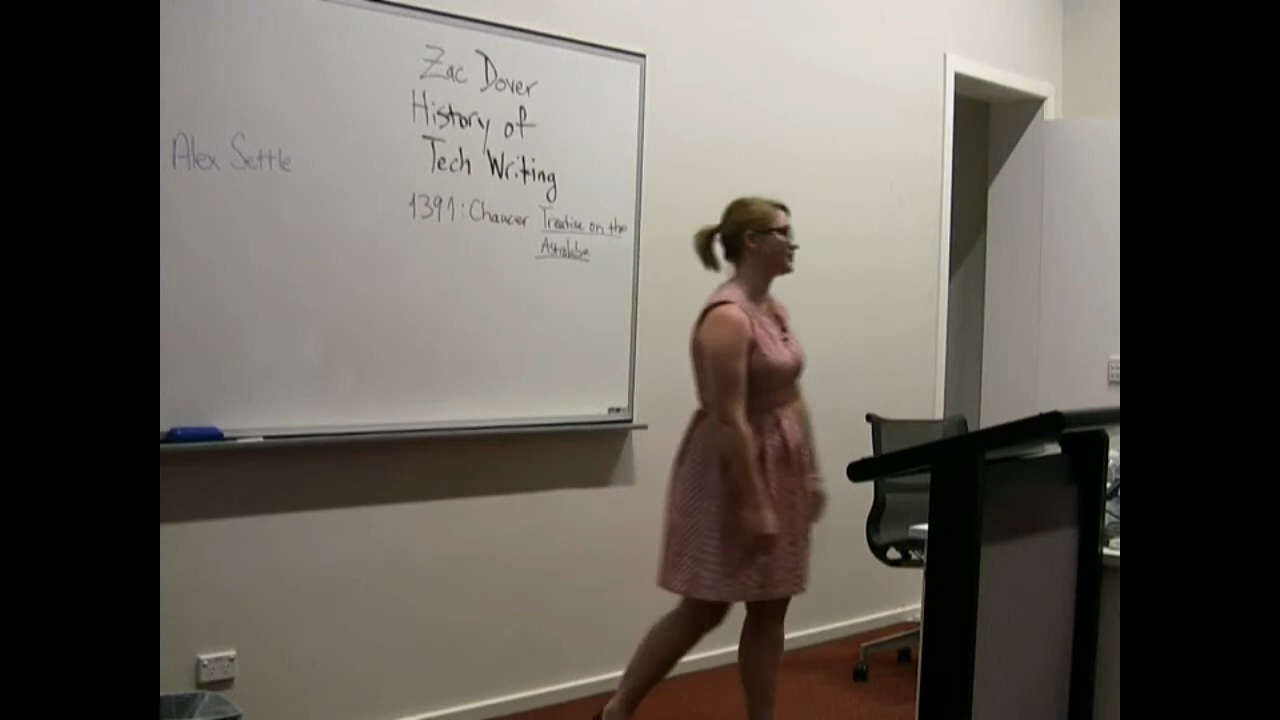 Zac Dover
History of
Tech Writing
1391: Chaucer Treatise on the
Astrolabe
Alex Settle